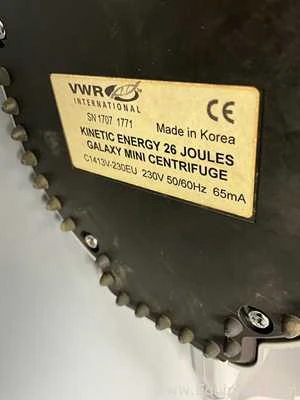 VWR
INTERNATIONAL
SN 1707 1771
Made in Korea
KINETIC ENERGY 26 JOULES
GALAXY MINI CENTRIFUGE
C1413V-230EU 230V 50/60Hz 65mA